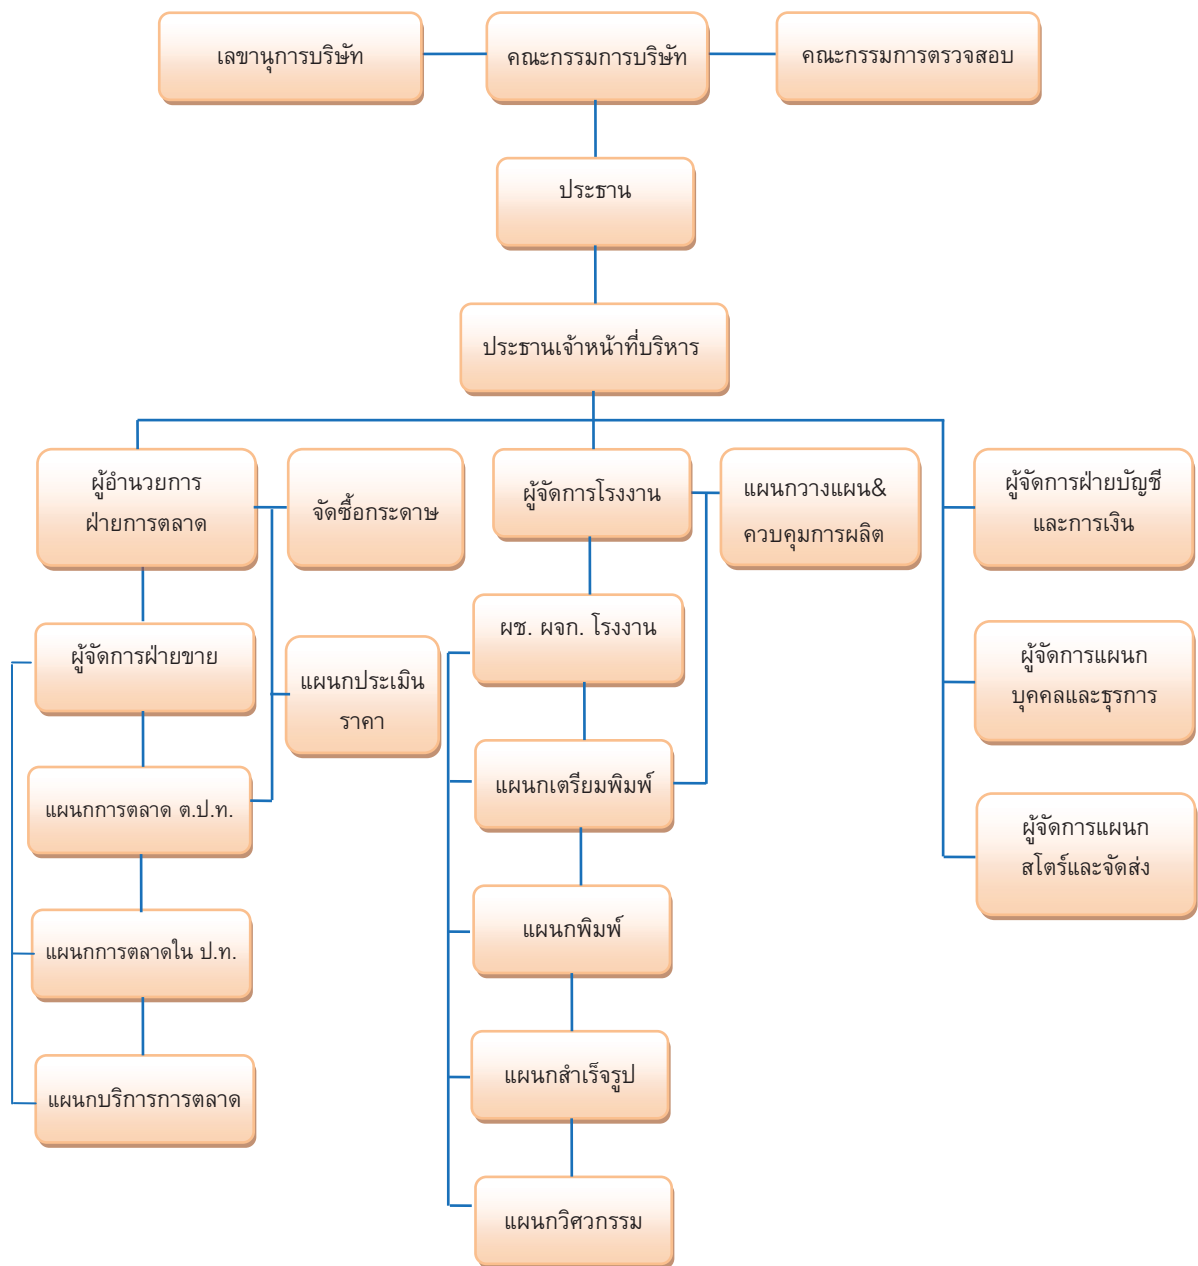 เลขานุการบริษัท
คณะกรรมการบริษัท
คณะกรรมการตรวจสอบ
ประธาน
ประธานเจ้าหน้าที่บริหาร
ผู้อำนวยการ
ฝ่ายการตลาด
จัดซื้อกระดาษ
ผู้จัดการโรงงาน
แผนกวางแผน&
ควบคุมการผลิต
ผู้จัดการฝ่ายบัญชี
และการเงิน
ผู้จัดการฝ่ายขาย
แผนกประเมิน
ราคา
ผช. ผจก. โรงงาน
ผู้จัดการแผนก
บุคคลและธุรการ
แผนกการตลาด ต.ป.ท.
แผนกเตรียมพิมพ์
ผู้จัดการแผนก
สโตร์และจัดส่ง
แผนกการตลาดใน ป.ท.
แผนกพิมพ์
แผนกบริการการตลาด
แผนกสำเร็จรูป
แผนกวิศวกรรม